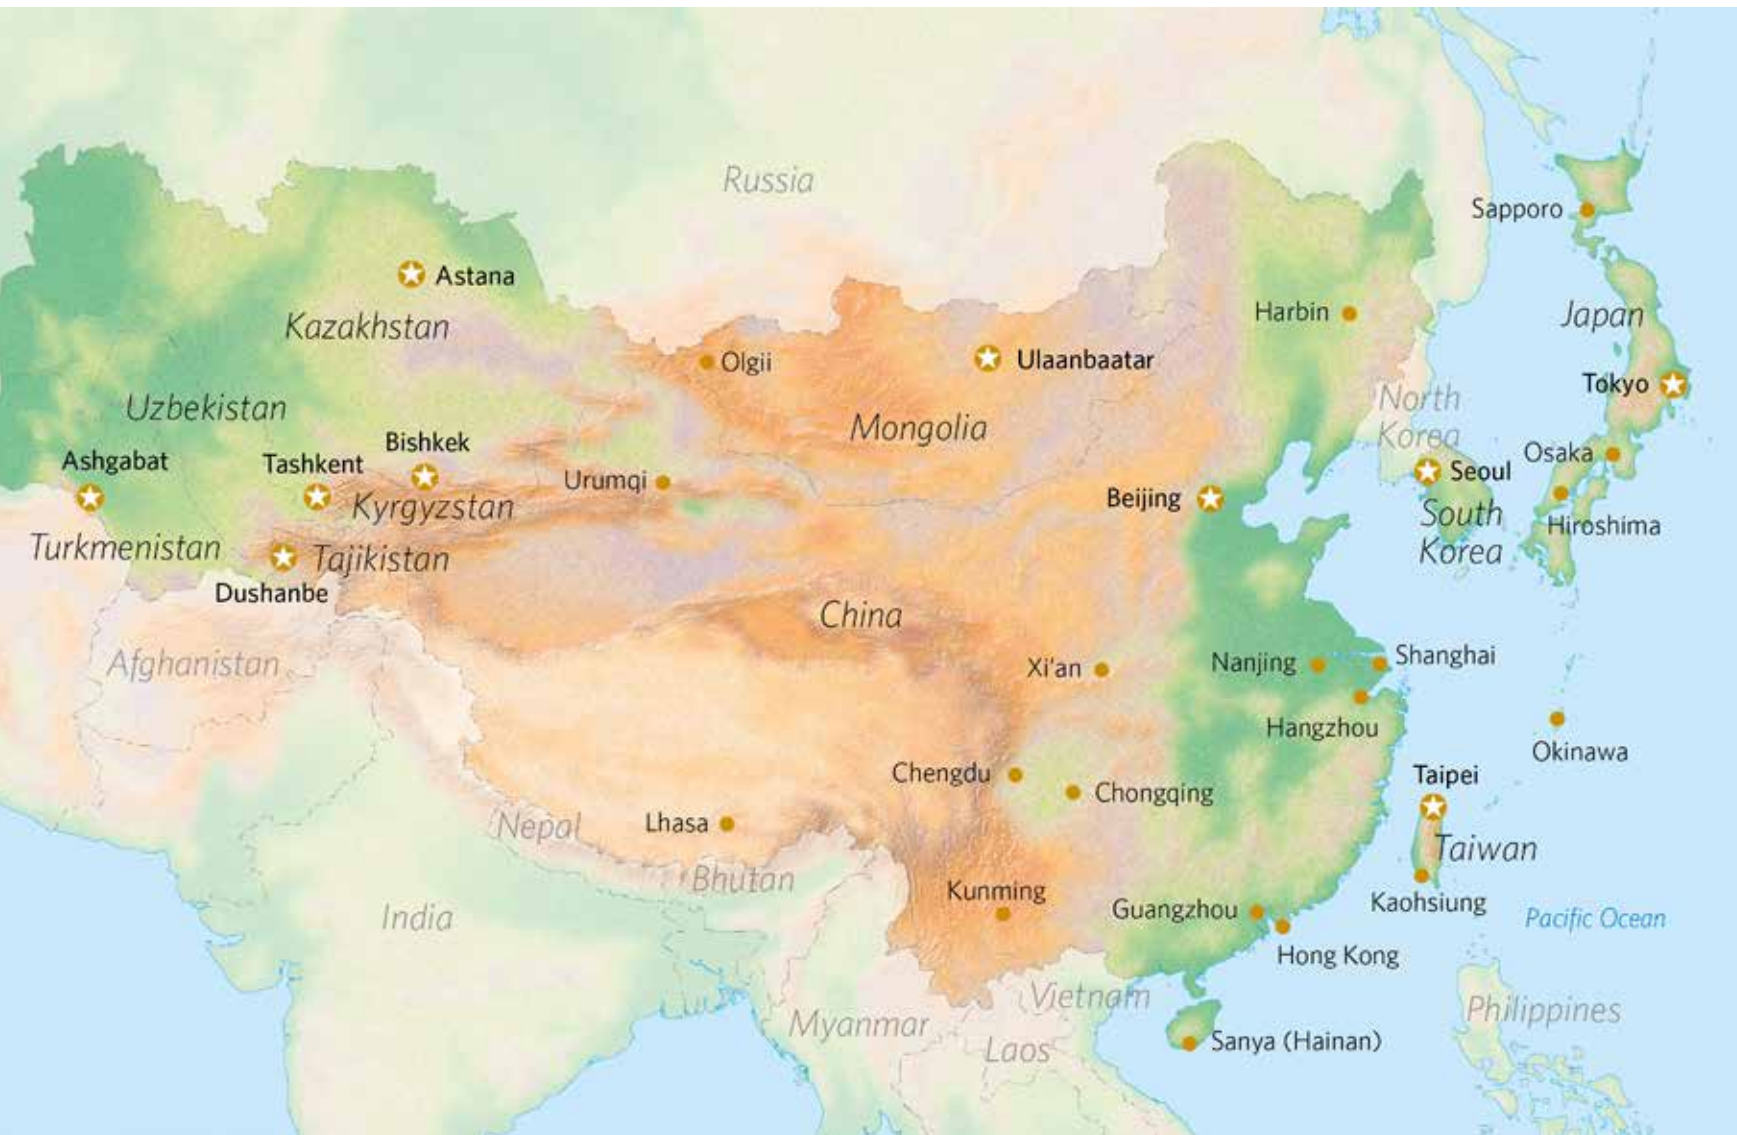 Russia
Sapporo
Astana
Harbin
Japan
Kazakhstan
Olgii
Ulaanbaatar
Tokyo
Uzbekistan
North
Korea
Mongolia
Bishkek
Ashgabat
Tashkent
Osaka
Seoul
Urumqi
Beijing
Kyrgyzstan
South
Korea
Hiroshima
Turkmenistan
Tajikistan
Dushanbe
China
Afghanistan
Xi'an
Nanjing
Shanghai
Hangzhou
Okinawa
Chengdu
Chongqing
Taipei
Nepal
Lhasa
Taiwan
Bhutan
Kunming
Guangzhou
Kaohsiung
India
Pacific Ocean
Hong Kong
Vietnam
Philippines
Myanmar
Laos
Sanya (Hainan)